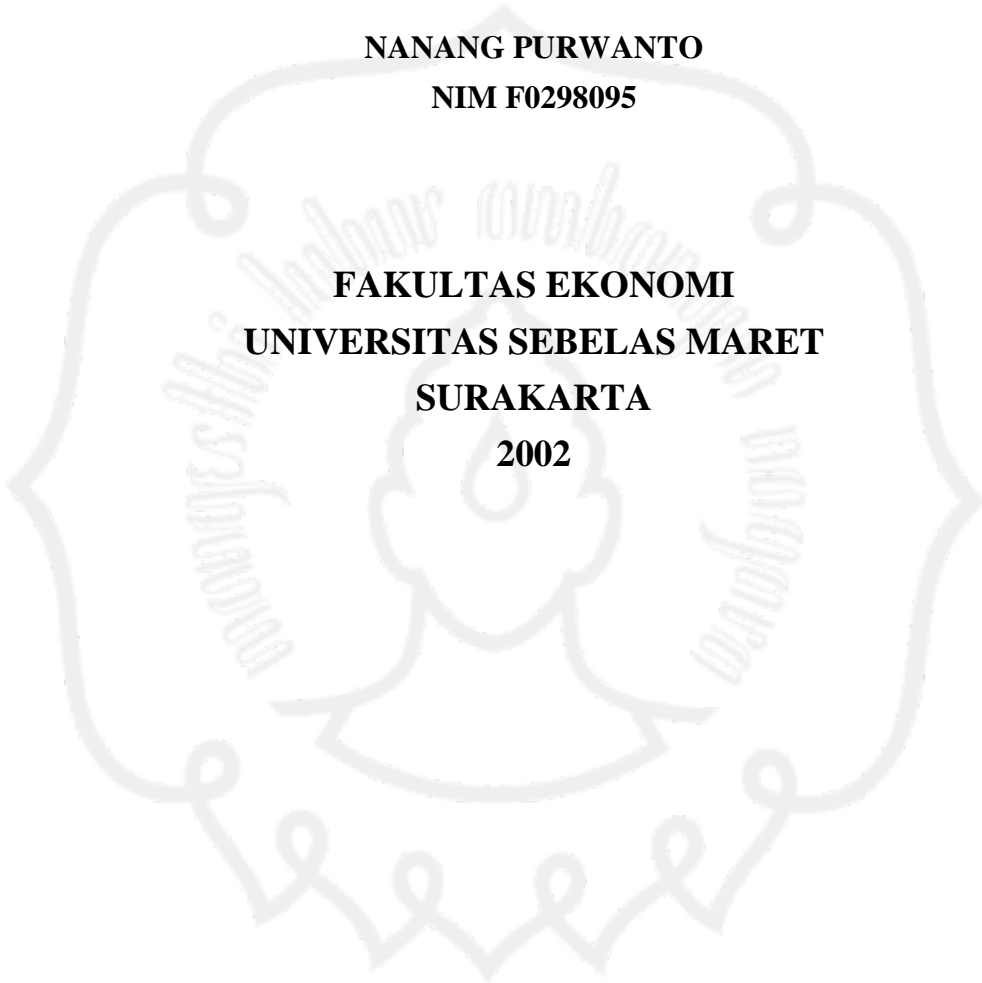 NANANG PURWANTO
NIM F0298095
FAKULTAS EKONOMI
UNIVERSITAS SEBELAS MARET
SURAKARTA
2002